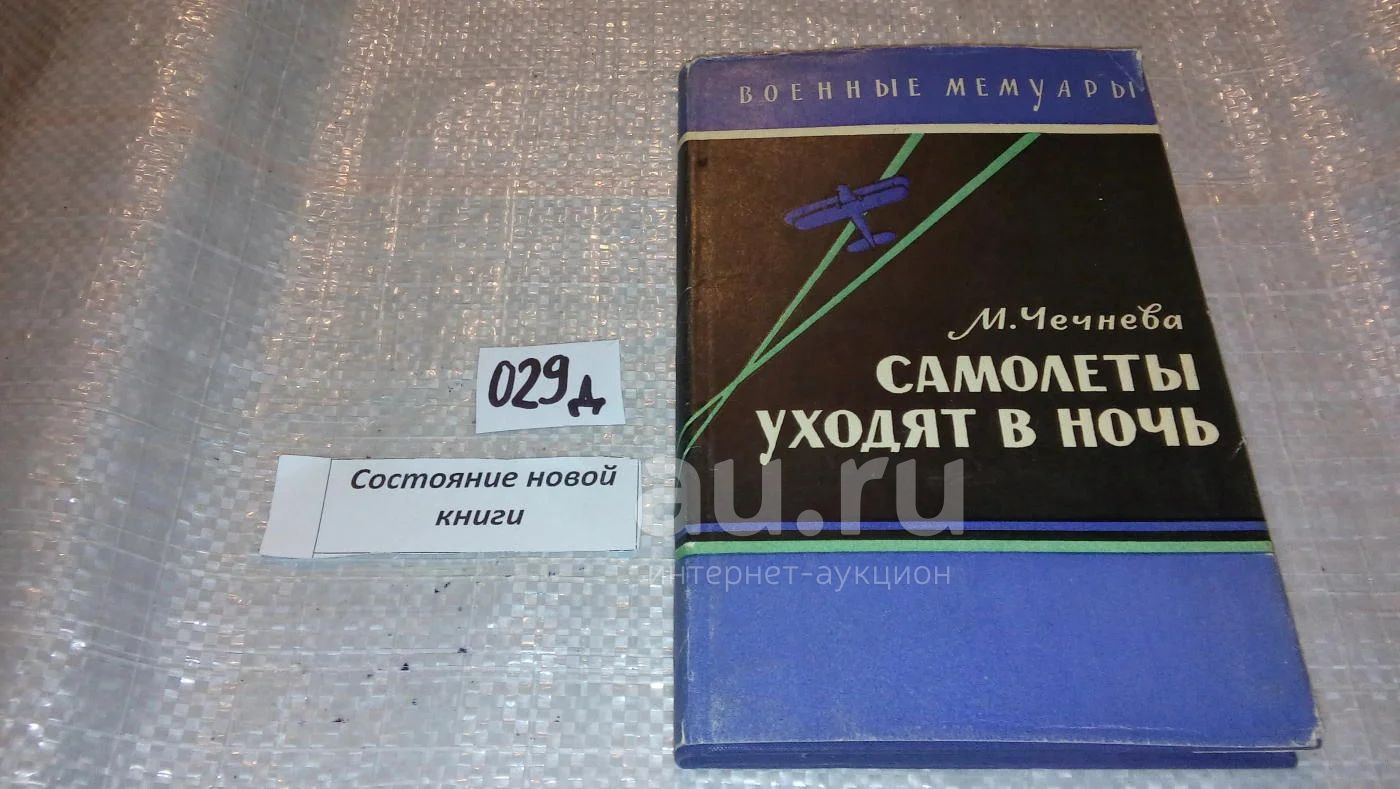 ВОЕННЫЕ МЕМУАРЫ
М. Чечнева
САМОЛЕТЫ
УХОДЯТ В НОЧЬ
029д
Состояние новой
книги
au.ru
интернет-аукцион